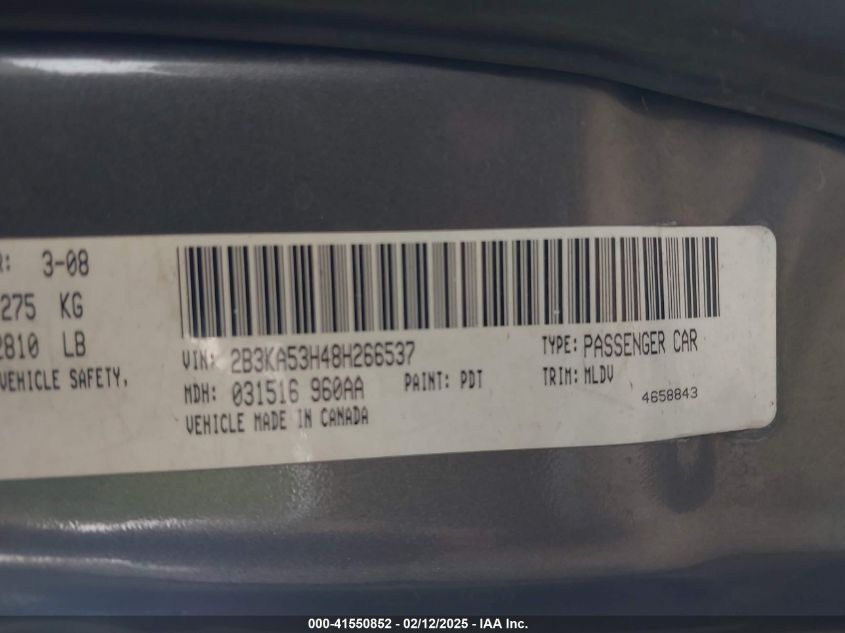 R: 3-08
275 KG
2810 LB
VEHICLE SAFETY,
VIN: 2B3KA53H48H266537
TYPE: PASSENGER CAR
MDH: 031516 960AA
PAINT: PDT
TRIM: MLDV
VEHICLE MADE IN CANADA
4658843
000-41550852 - 02/12/2025 - IAA Inc.